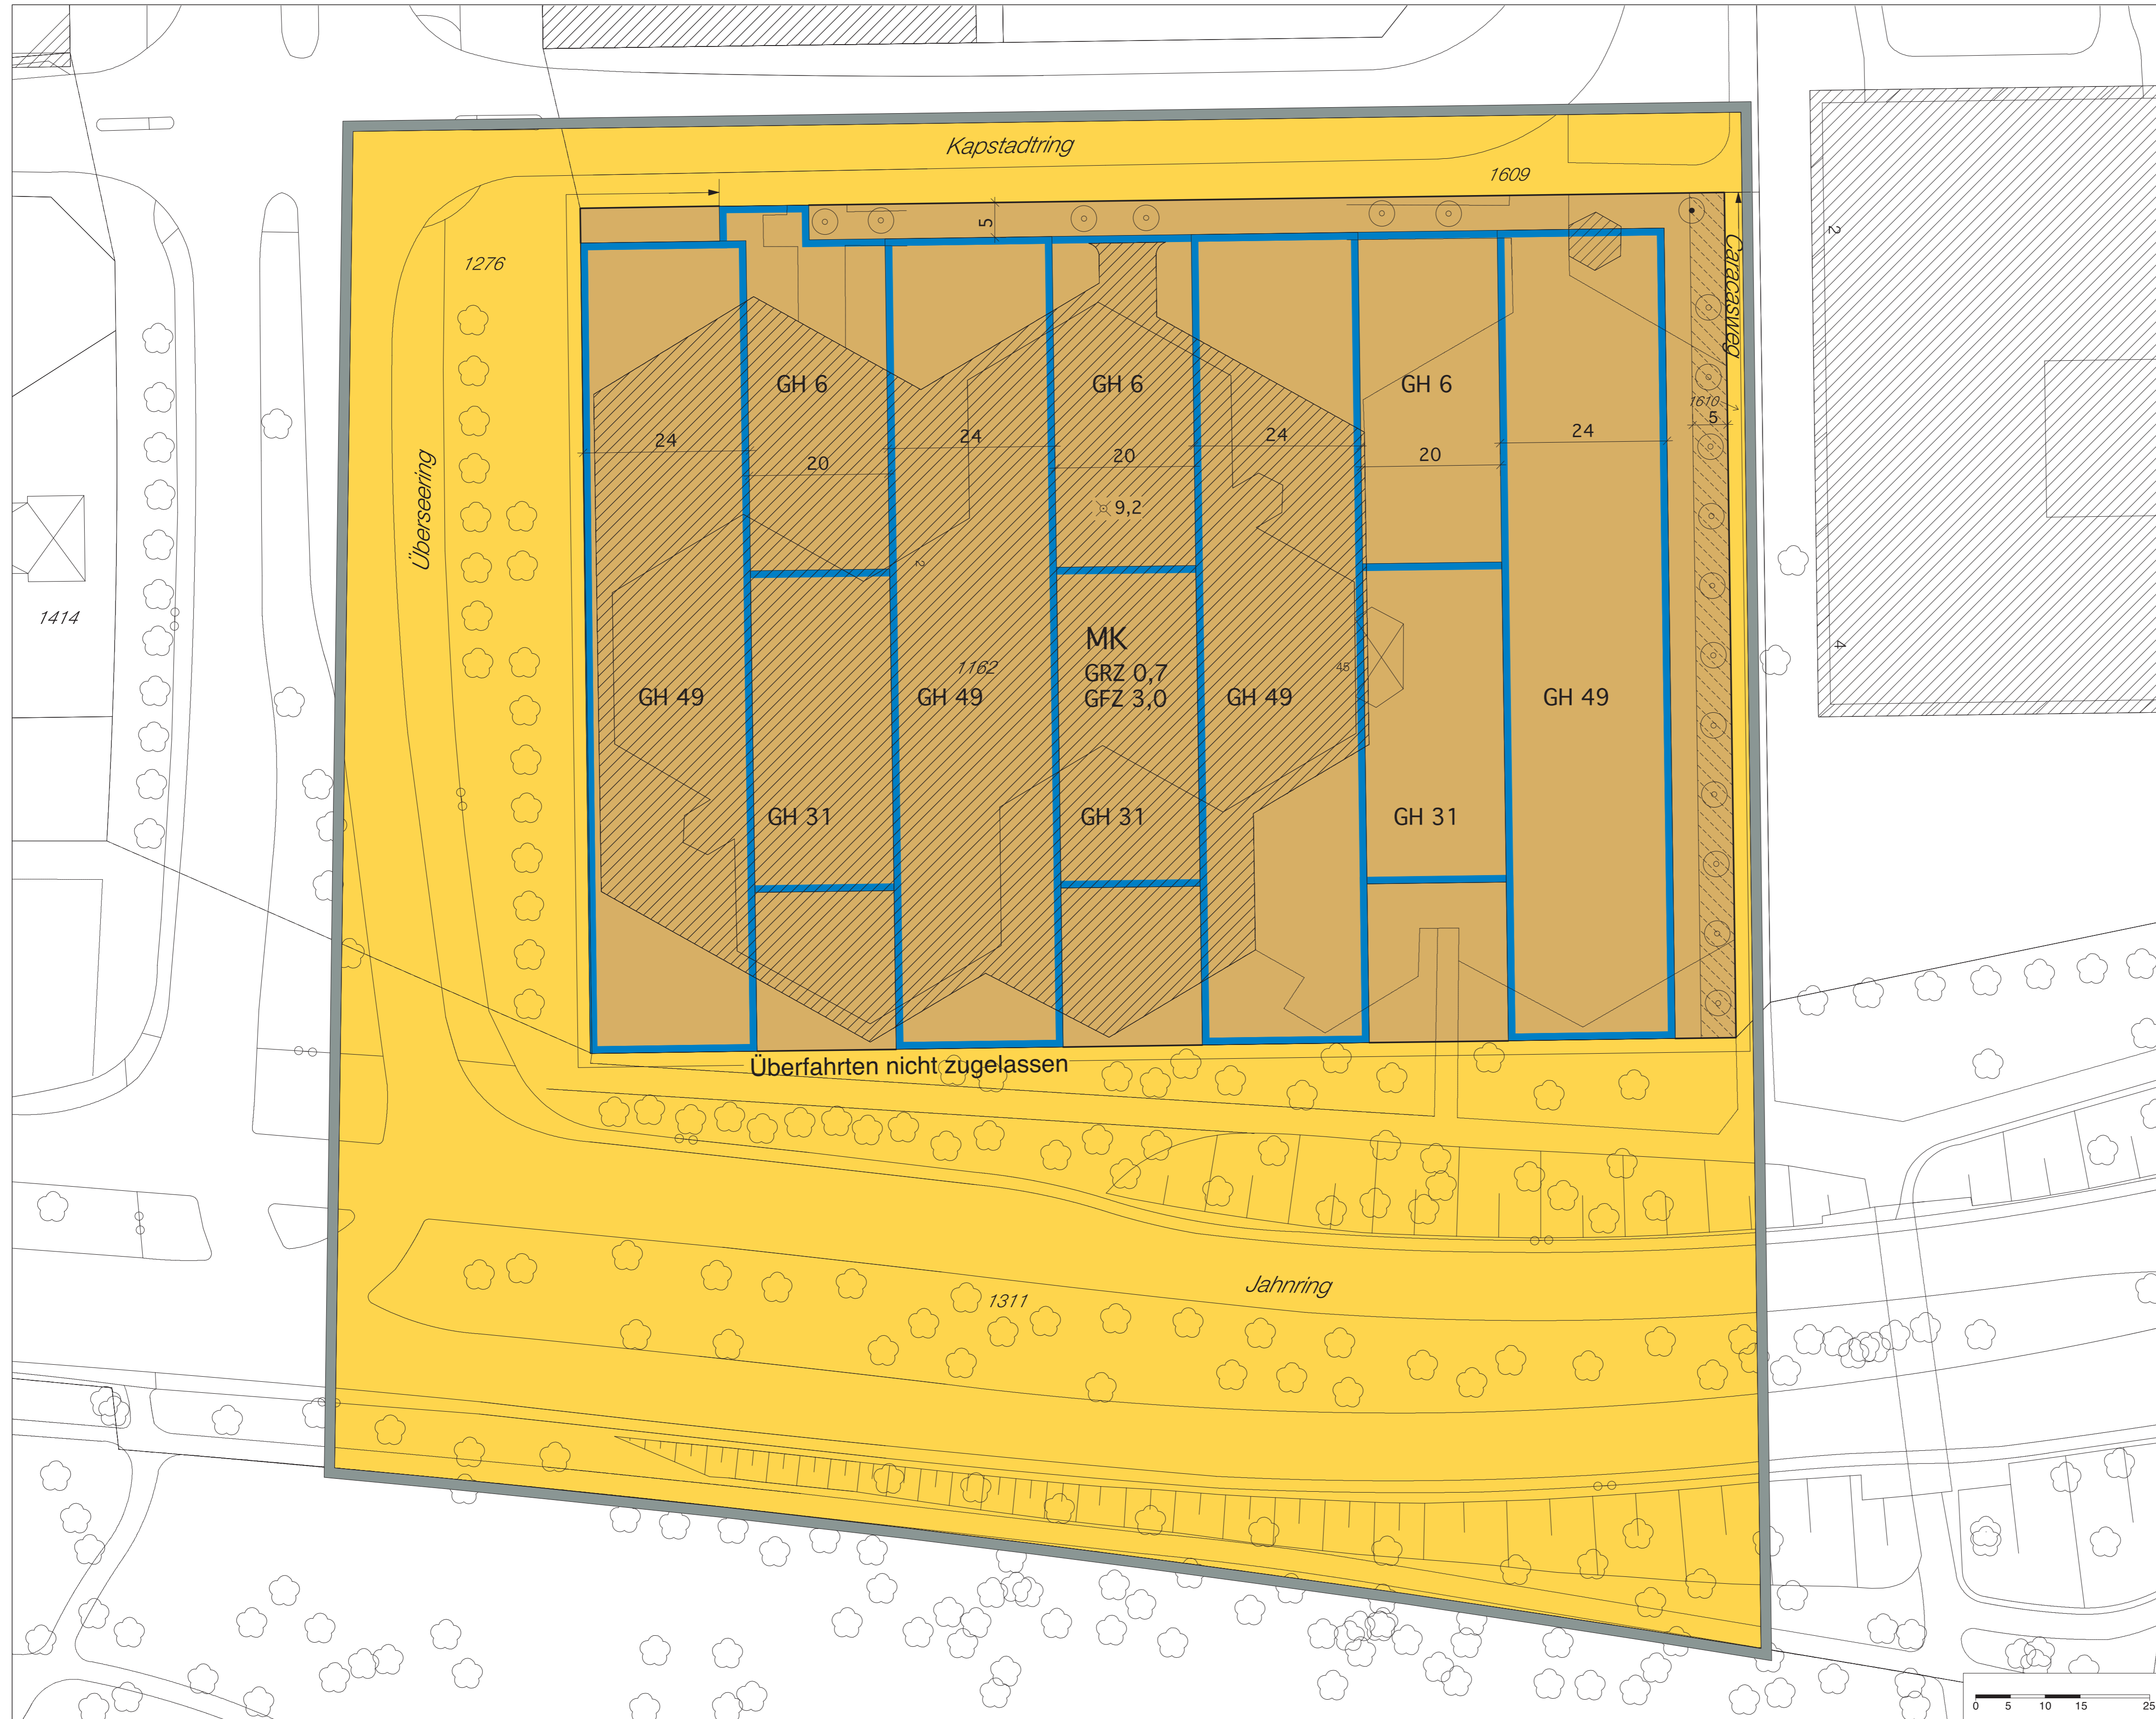 Kapstadtring
1609
5
2
1276
Caracasweg
GH 6
GH 6
GH 6
1610
5
24
20
24
20
24
20
24
Überseering
9,2
2
1414
MK
GRZ 0,7
GFZ 3,0
1162
45
4
GH 49
GH 49
GH 49
GH 49
GH 31
GH 31
GH 31
Überfahrten nicht zugelassen
Jahnring
1311
0 5 10 15 25